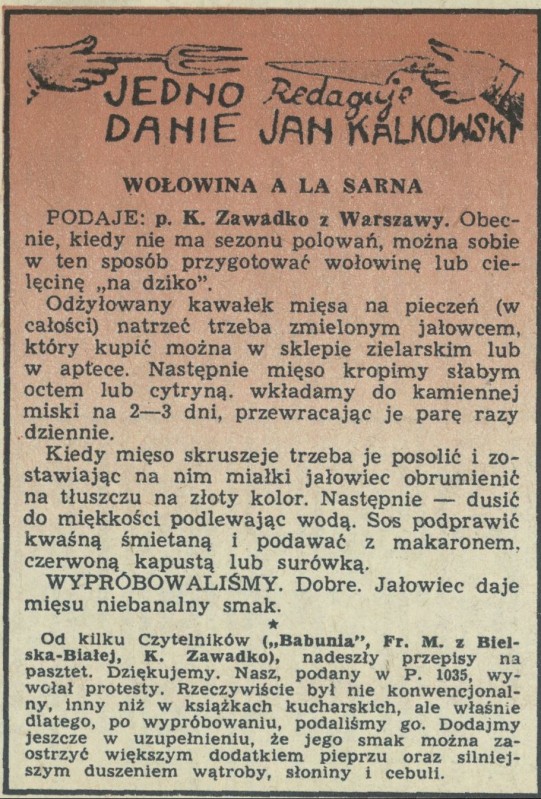 JEDNO Redaguje
DANIE JAN KALKOWSKI
WOŁOWINA A LA SARNA
PODAJE: p. K. Zawadko z Warszawy. Obec-
nie, kiedy nie ma sezonu polowań, można sobie
w ten sposób przygotować wołowinę lub cie-
lęcinę „na dziko”.
Odżyłowany kawałek mięsa na pieczeń (w
całości) natrzeć trzeba zmielonym jałowcem,
który kupić można w sklepie zielarskim lub
w aptece. Następnie mięso kropimy słabym
octem lub cytryną. wkładamy do kamiennej
miski na 2—3 dni, przewracając je parę razy
dziennie.
Kiedy mięso skruszeje trzeba je posolić i zo-
stawiając na nim miałki jałowiec obrumienić
na tłuszczu na złoty kolor. Następnie — dusić
do miękkości podlewając wodą. Sos podprawić
kwaśną śmietaną i podawać z makaronem,
czerwoną kapustą lub surówką.
WYPRÓBOWALIŚMY. Dobre. Jałowiec daje
mięsu niebanalny smak.
★
Od kilku Czytelników („Babunia”, Fr. M. z Biel-
ska-Białej, K. Zawadko), nadeszły przepisy na
pasztet. Dziękujemy. Nasz, podany w P. 1035, wy-
wołał protesty. Rzeczywiście był nie konwencjonal-
ny, inny niż w książkach kucharskich, ale właśnie
dlatego, po wypróbowaniu, podaliśmy go. Dodajmy
jeszcze w uzupełnieniu, że jego smak można za-
ostrzyć większym dodatkiem pieprzu oraz silniej-
szym duszeniem wątroby, słoniny i cebuli.